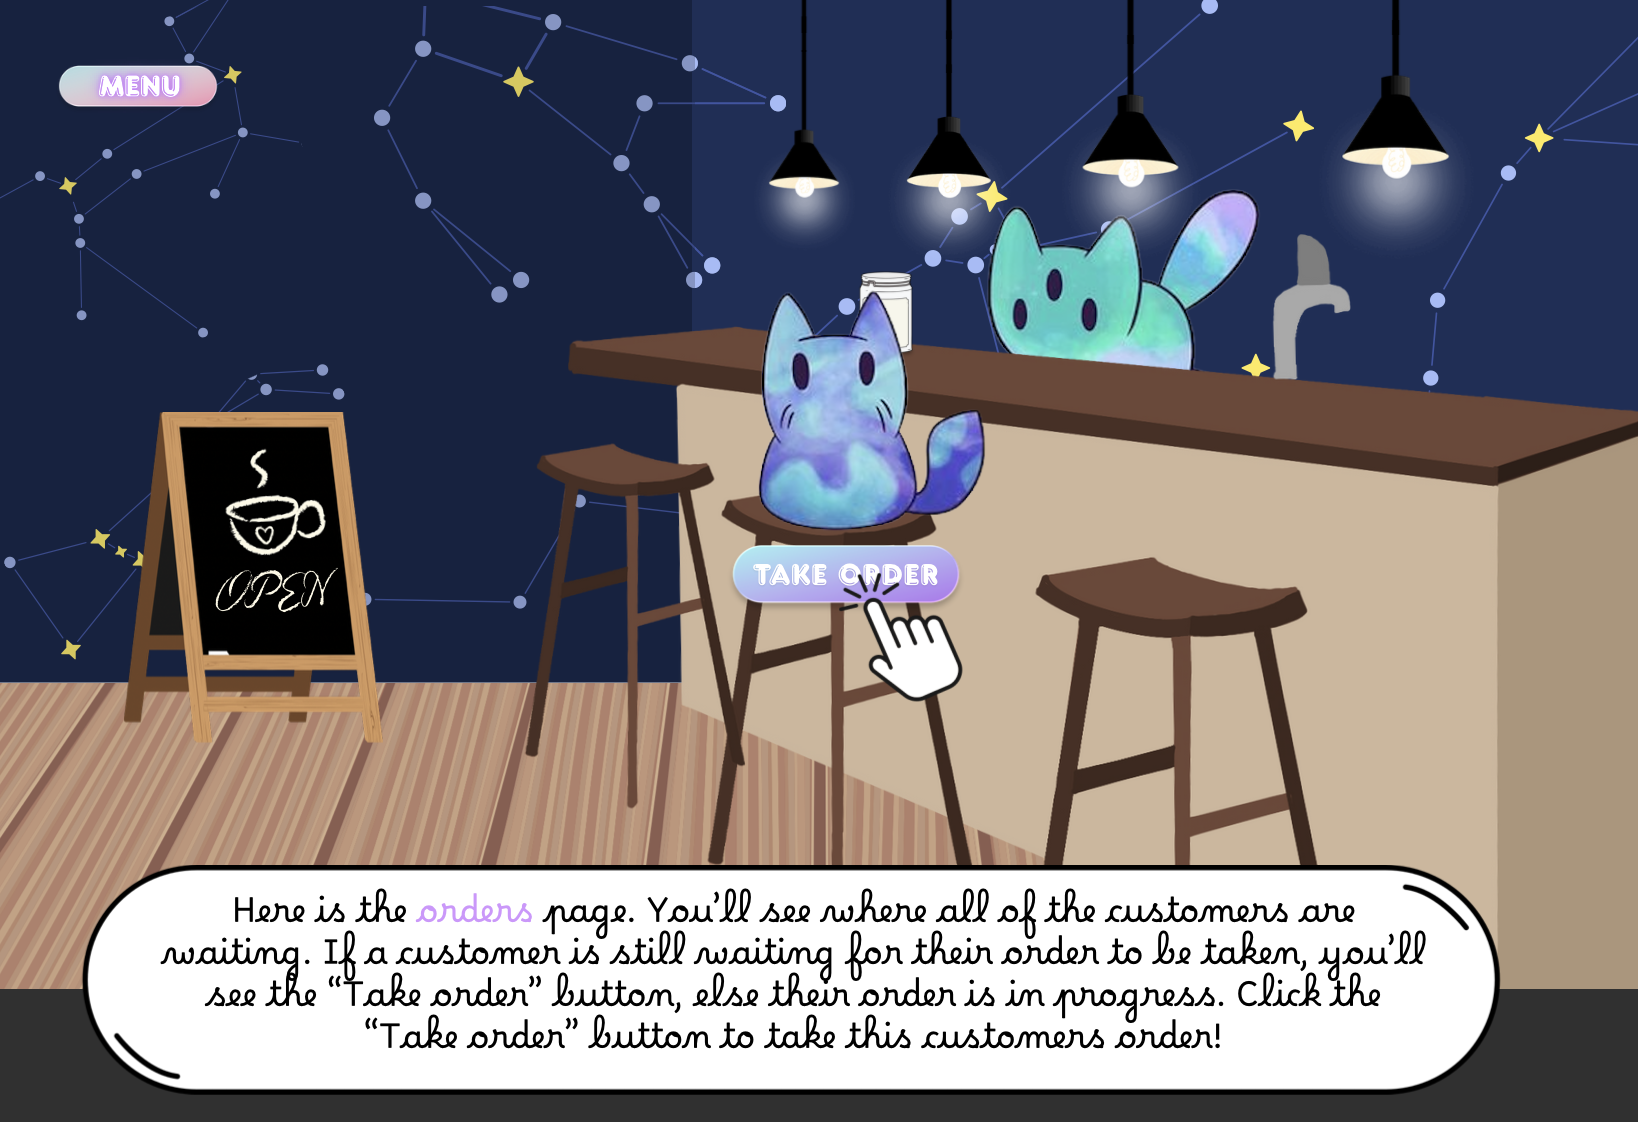 MENU
OPEN
TAKE ORDER
Here is the orders page. You'll see where all of the customers are
waiting. If a customer is still waiting for their order to be taken, you'll
see the “Take order” button, else their order is in progress. Click the
“Take order” button to take this customers order!